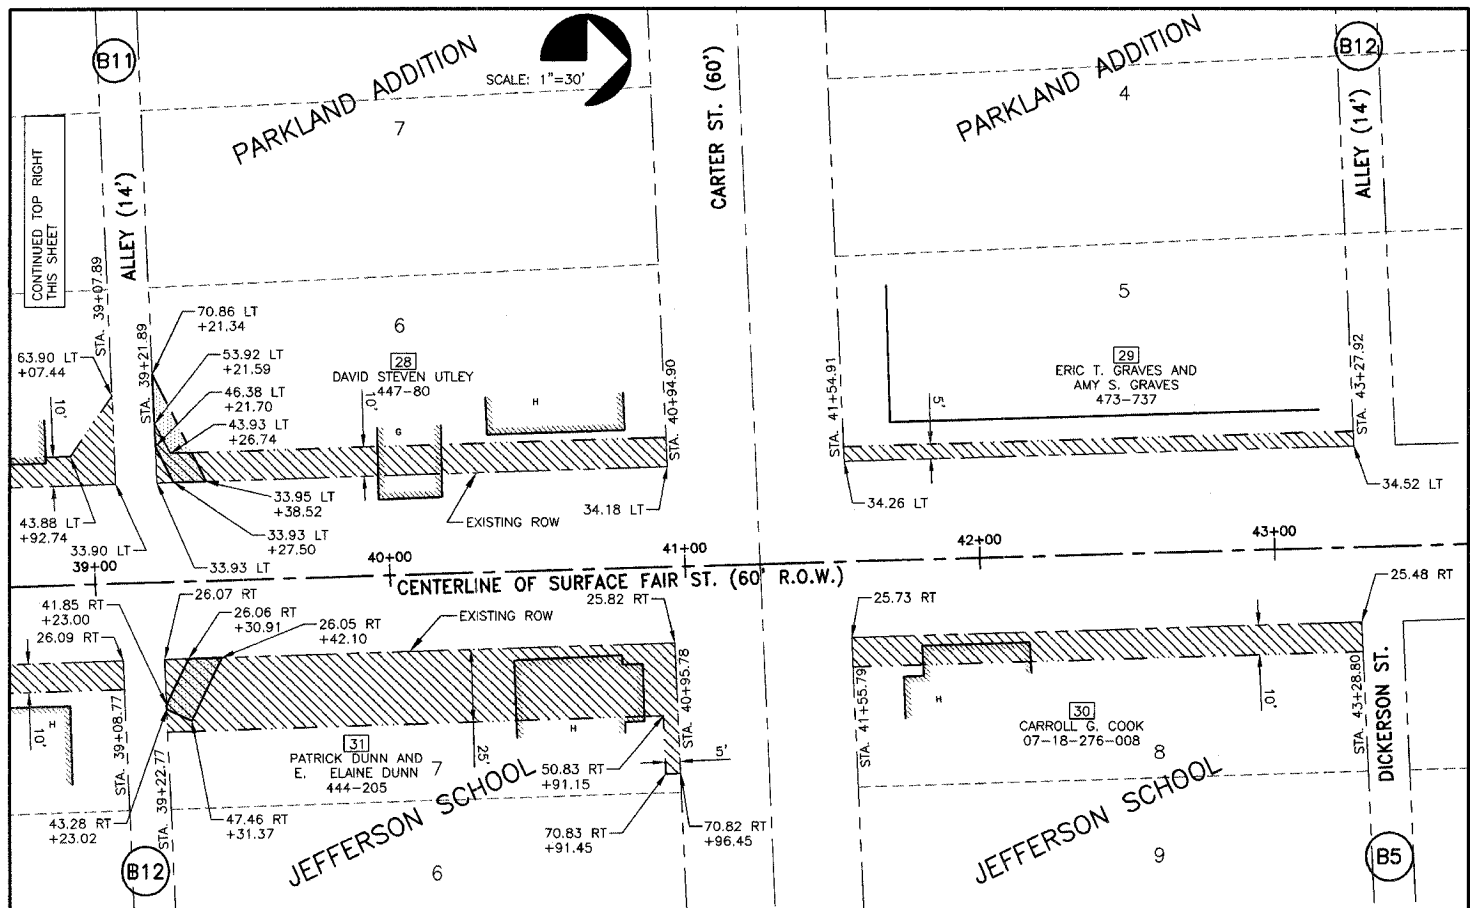 B11
PARKLAND ADDITION
SCALE: 1"=30'
7
CARTER ST. (60')
PARKLAND ADDITION
4
B12
ALLEY (14')
CONTINUED TOP RIGHT
THIS SHEET
ALLEY (14')
STA. 39+07.89
STA. 39+21.89
70.86 LT
+21.34
53.92 LT
+21.59
46.38 LT
+21.70
43.93 LT
+26.74
63.90 LT
+07.44
10'
6
28
DAVID STEVEN UTLEY
447-80
10'
G
H
STA. 40+94.90
STA. 41+54.91
5
29
ERIC T. GRAVES AND
AMY S. GRAVES
473-737
5'
STA. 43+27.92
43.88 LT
+92.74
33.90 LT
33.95 LT
+38.52
33.93 LT
+27.50
33.93 LT
EXISTING ROW
34.18 LT
34.26 LT
34.52 LT
39+00
40+00
41+00
42+00
43+00
CENTERLINE OF SURFACE FAIR ST. (60' R.O.W.)
41.85 RT
+23.00
26.09 RT
26.07 RT
26.06 RT
+30.91
26.05 RT
+42.10
EXISTING ROW
25.82 RT
25.73 RT
25.48 RT
H
10'
STA. 39+08.77
STA. 39+22.77
31
PATRICK DUNN AND
E. ELAINE DUNN
444-205
7
25'
H
STA. 40+95.78
5'
50.83 RT
+91.15
STA. 41+55.79
H
30
CARROLL G. COOK
07-18-276-008
8
10'
STA. 43+28.80
DICKERSON ST.
43.28 RT
+23.02
47.46 RT
+31.37
JEFFERSON SCHOOL
70.83 RT
+91.45
70.82 RT
+96.45
JEFFERSON SCHOOL
B12
6
9
B5